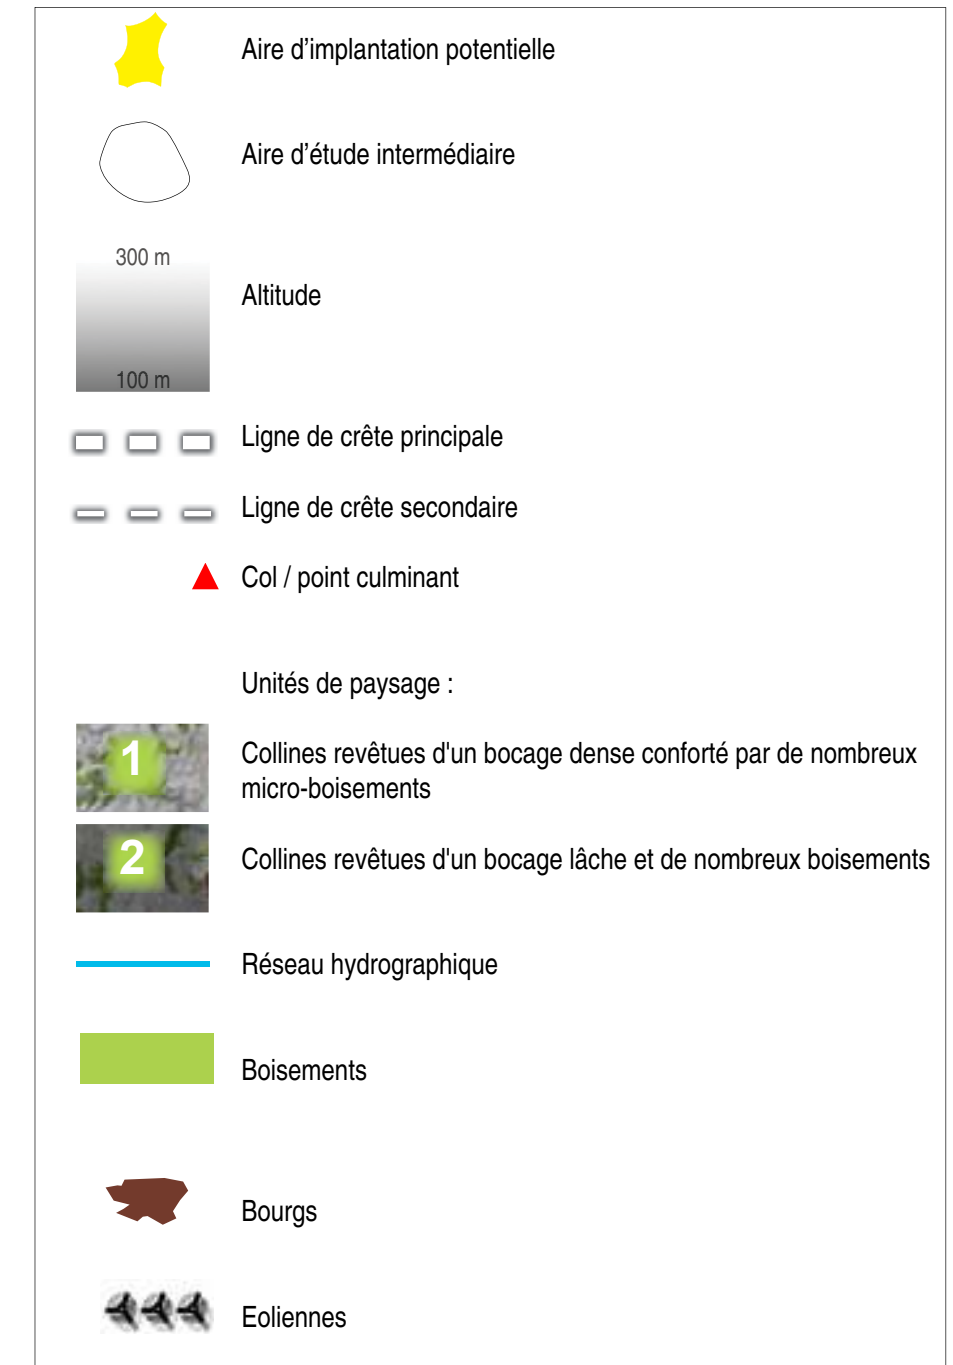 Aire d'implantation potentielle
Aire d'étude intermédiaire
300 m
Altitude
100 m
Ligne de crête principale
Ligne de crête secondaire
Col / point culminant
Unités de paysage :
1
Collines revêtues d'un bocage dense conforté par de nombreux
micro-boisements
2
Collines revêtues d'un bocage lâche et de nombreux boisements
Réseau hydrographique
Boisements
Bourgs
Eoliennes